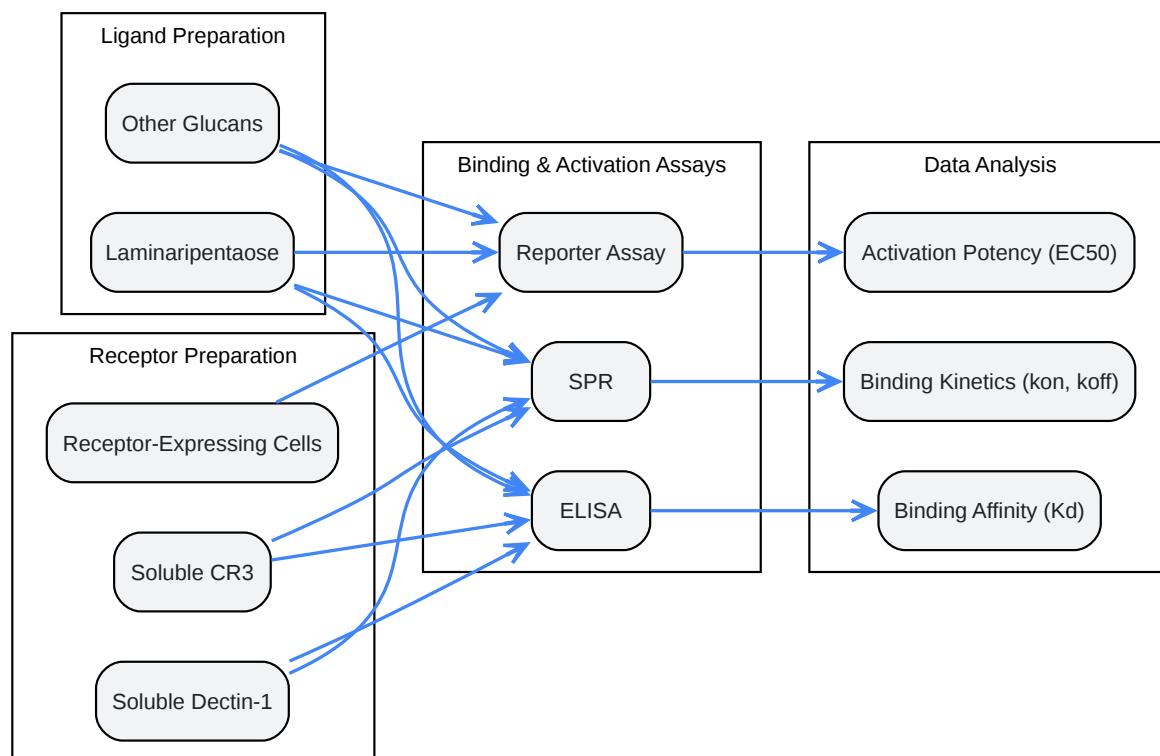 Ligand Preparation
Other Glucans
Laminaripentaose
Receptor Preparation
Receptor-Expressing Cells
Soluble CR3
Soluble Dectin-1
Binding & Activation Assays
Reporter Assay
SPR
ELISA
Data Analysis
Activation Potency (EC50)
Binding Kinetics (kon, koff)
Binding Affinity (Kd)